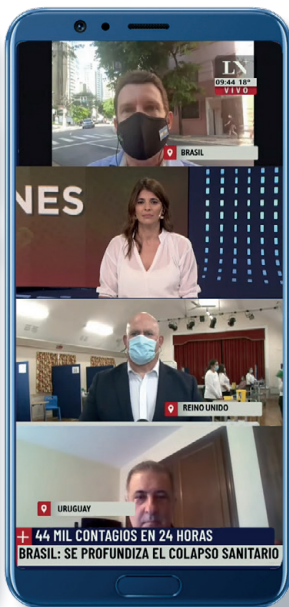 LN
09:44 18°
VIVO
BRASIL
NES
REINO UNIDO
URUGUAY
44 MIL CONTAGIOS EN 24 HORAS
BRASIL: SE PROFUNDIZA EL COLAPSO SANITARIO